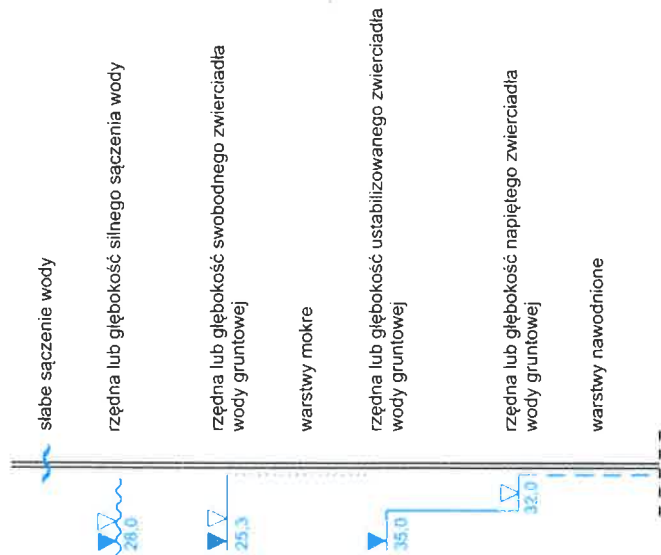 słabe sączenie wody
28,0
rzędna lub głębokość silnego sączenia wody
25,3
rzędna lub głębokość swobodnego zwierciadła
wody gruntowej
warstwy mokre
35,0
rzędna lub głębokość ustabilizowanego zwierciadła
wody gruntowej
32,0
rzędna lub głębokość napiętego zwierciadła
wody gruntowej
warstwy nawodnione